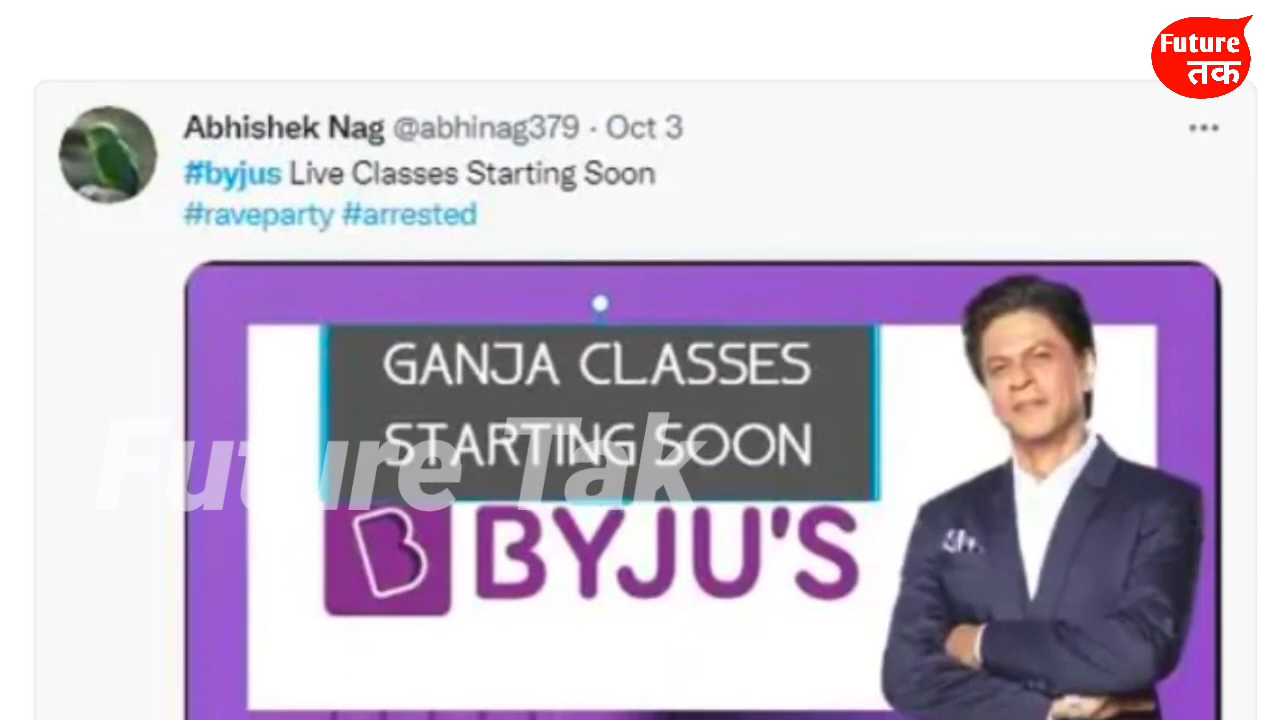 Future
तक
Abhishek Nag @abhinag379 · Oct 3
#byjus Live Classes Starting Soon
#raveparty #arrested
GANJA CLASSES
STARTING SOON
Future Tak
B BYJU'S